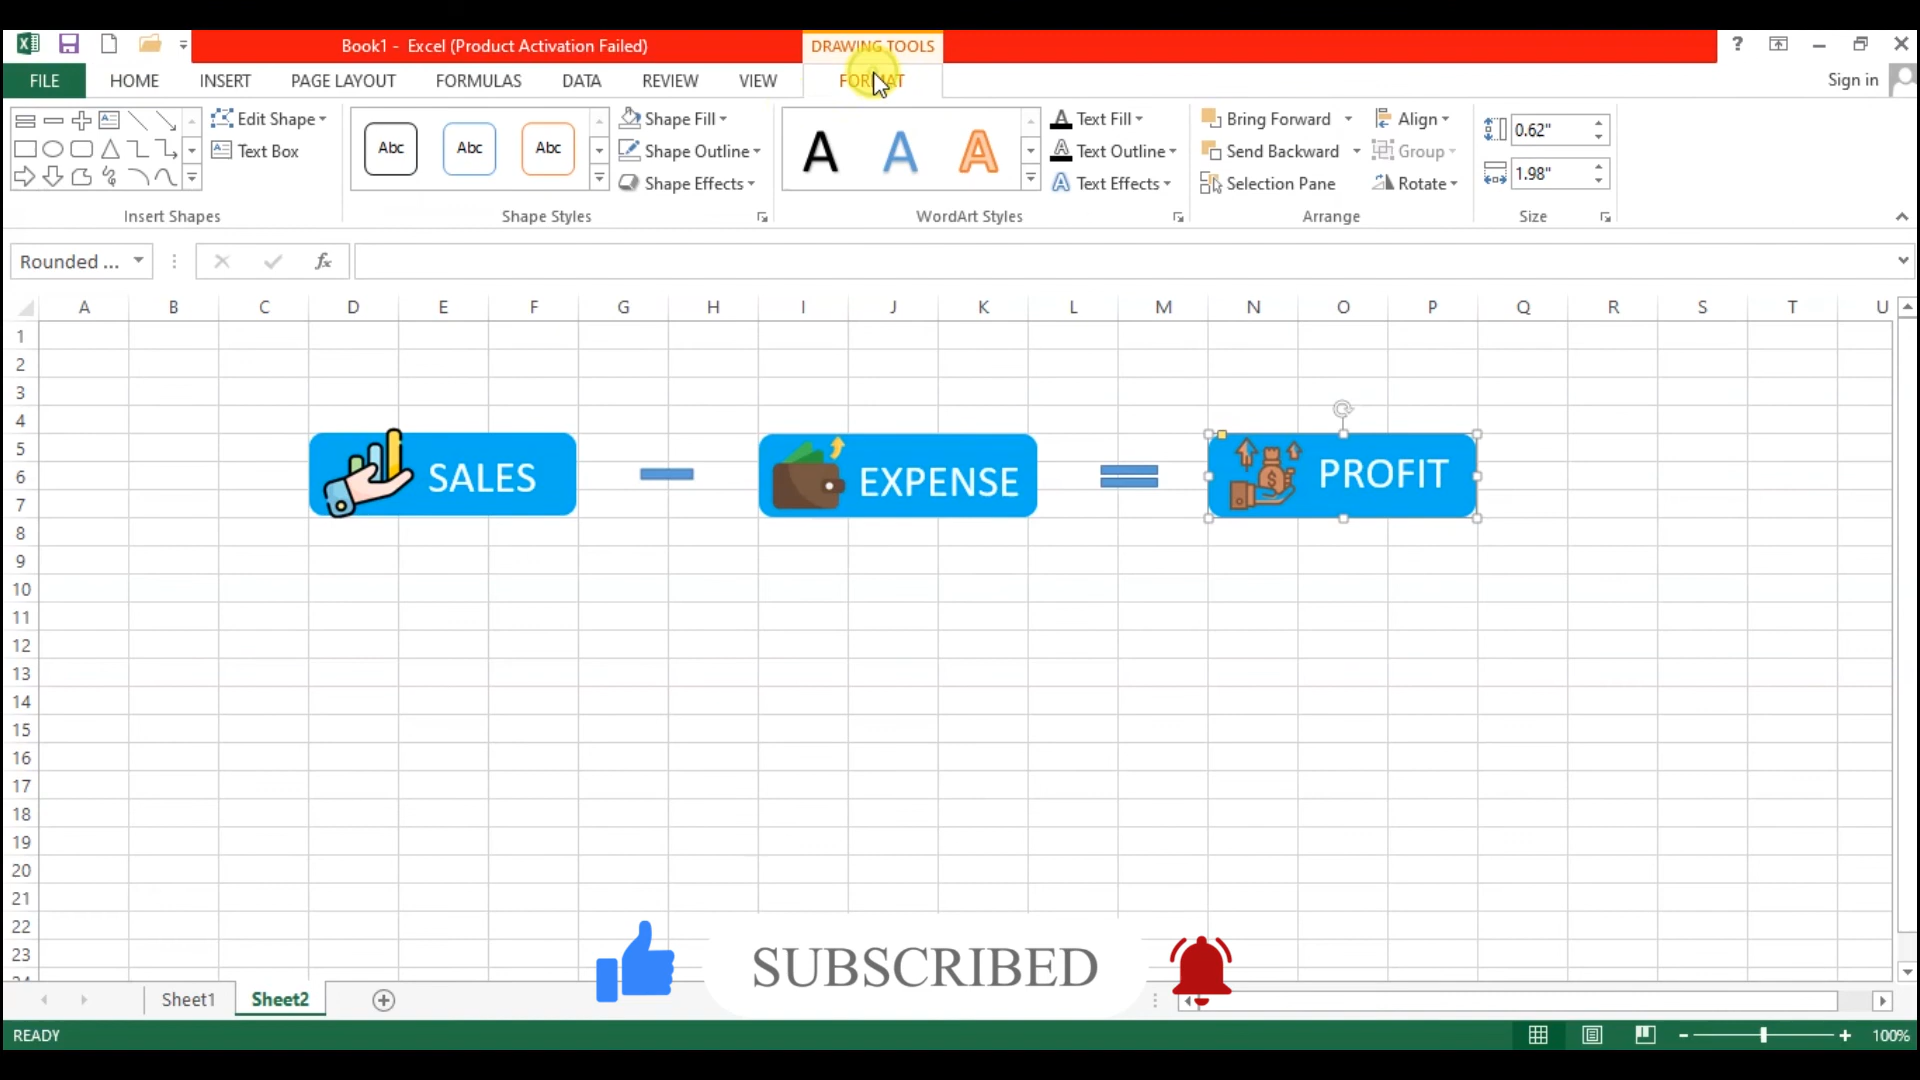 Book1 - Excel (Product Activation Failed)
DRAWING TOOLS
?
FILE
HOME
INSERT
PAGE LAYOUT
FORMULAS
DATA
REVIEW
VIEW
FORMAT
Sign in
Edit Shape
Text Box
Insert Shapes
Abc
Abc
Abc
Shape Fill
Shape Outline
Shape Effects
Shape Styles
A
A
A
Text Fill
Text Outline
Text Effects
WordArt Styles
Bring Forward
Send Backward
Selection Pane
Align
Group
Rotate
Arrange
0.62"
1.98"
Size
Rounded ...
fx
A B C D E F G H I J K L M N O P Q R S T U
1
2
3
4
5
6
7
8
9
10
11
12
13
14
15
16
17
18
19
20
21
22
23
SALES
EXPENSE
PROFIT
SUBSCRIBED
Sheet1
Sheet2
READY
100%